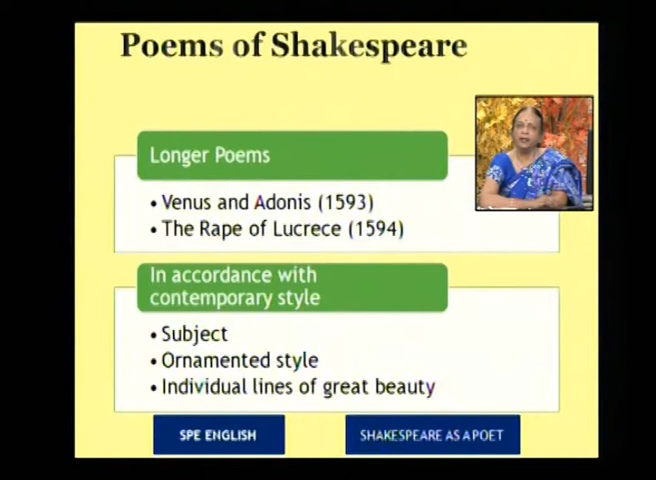 Poems of Shakespeare
Longer Poems
• Venus and Adonis (1593)
• The Rape of Lucrece (1594)
In accordance with
contemporary style
• Subject
• Ornamented style
• Individual lines of great beauty
SPE ENGLISH
SHAKESPEARE AS A POET